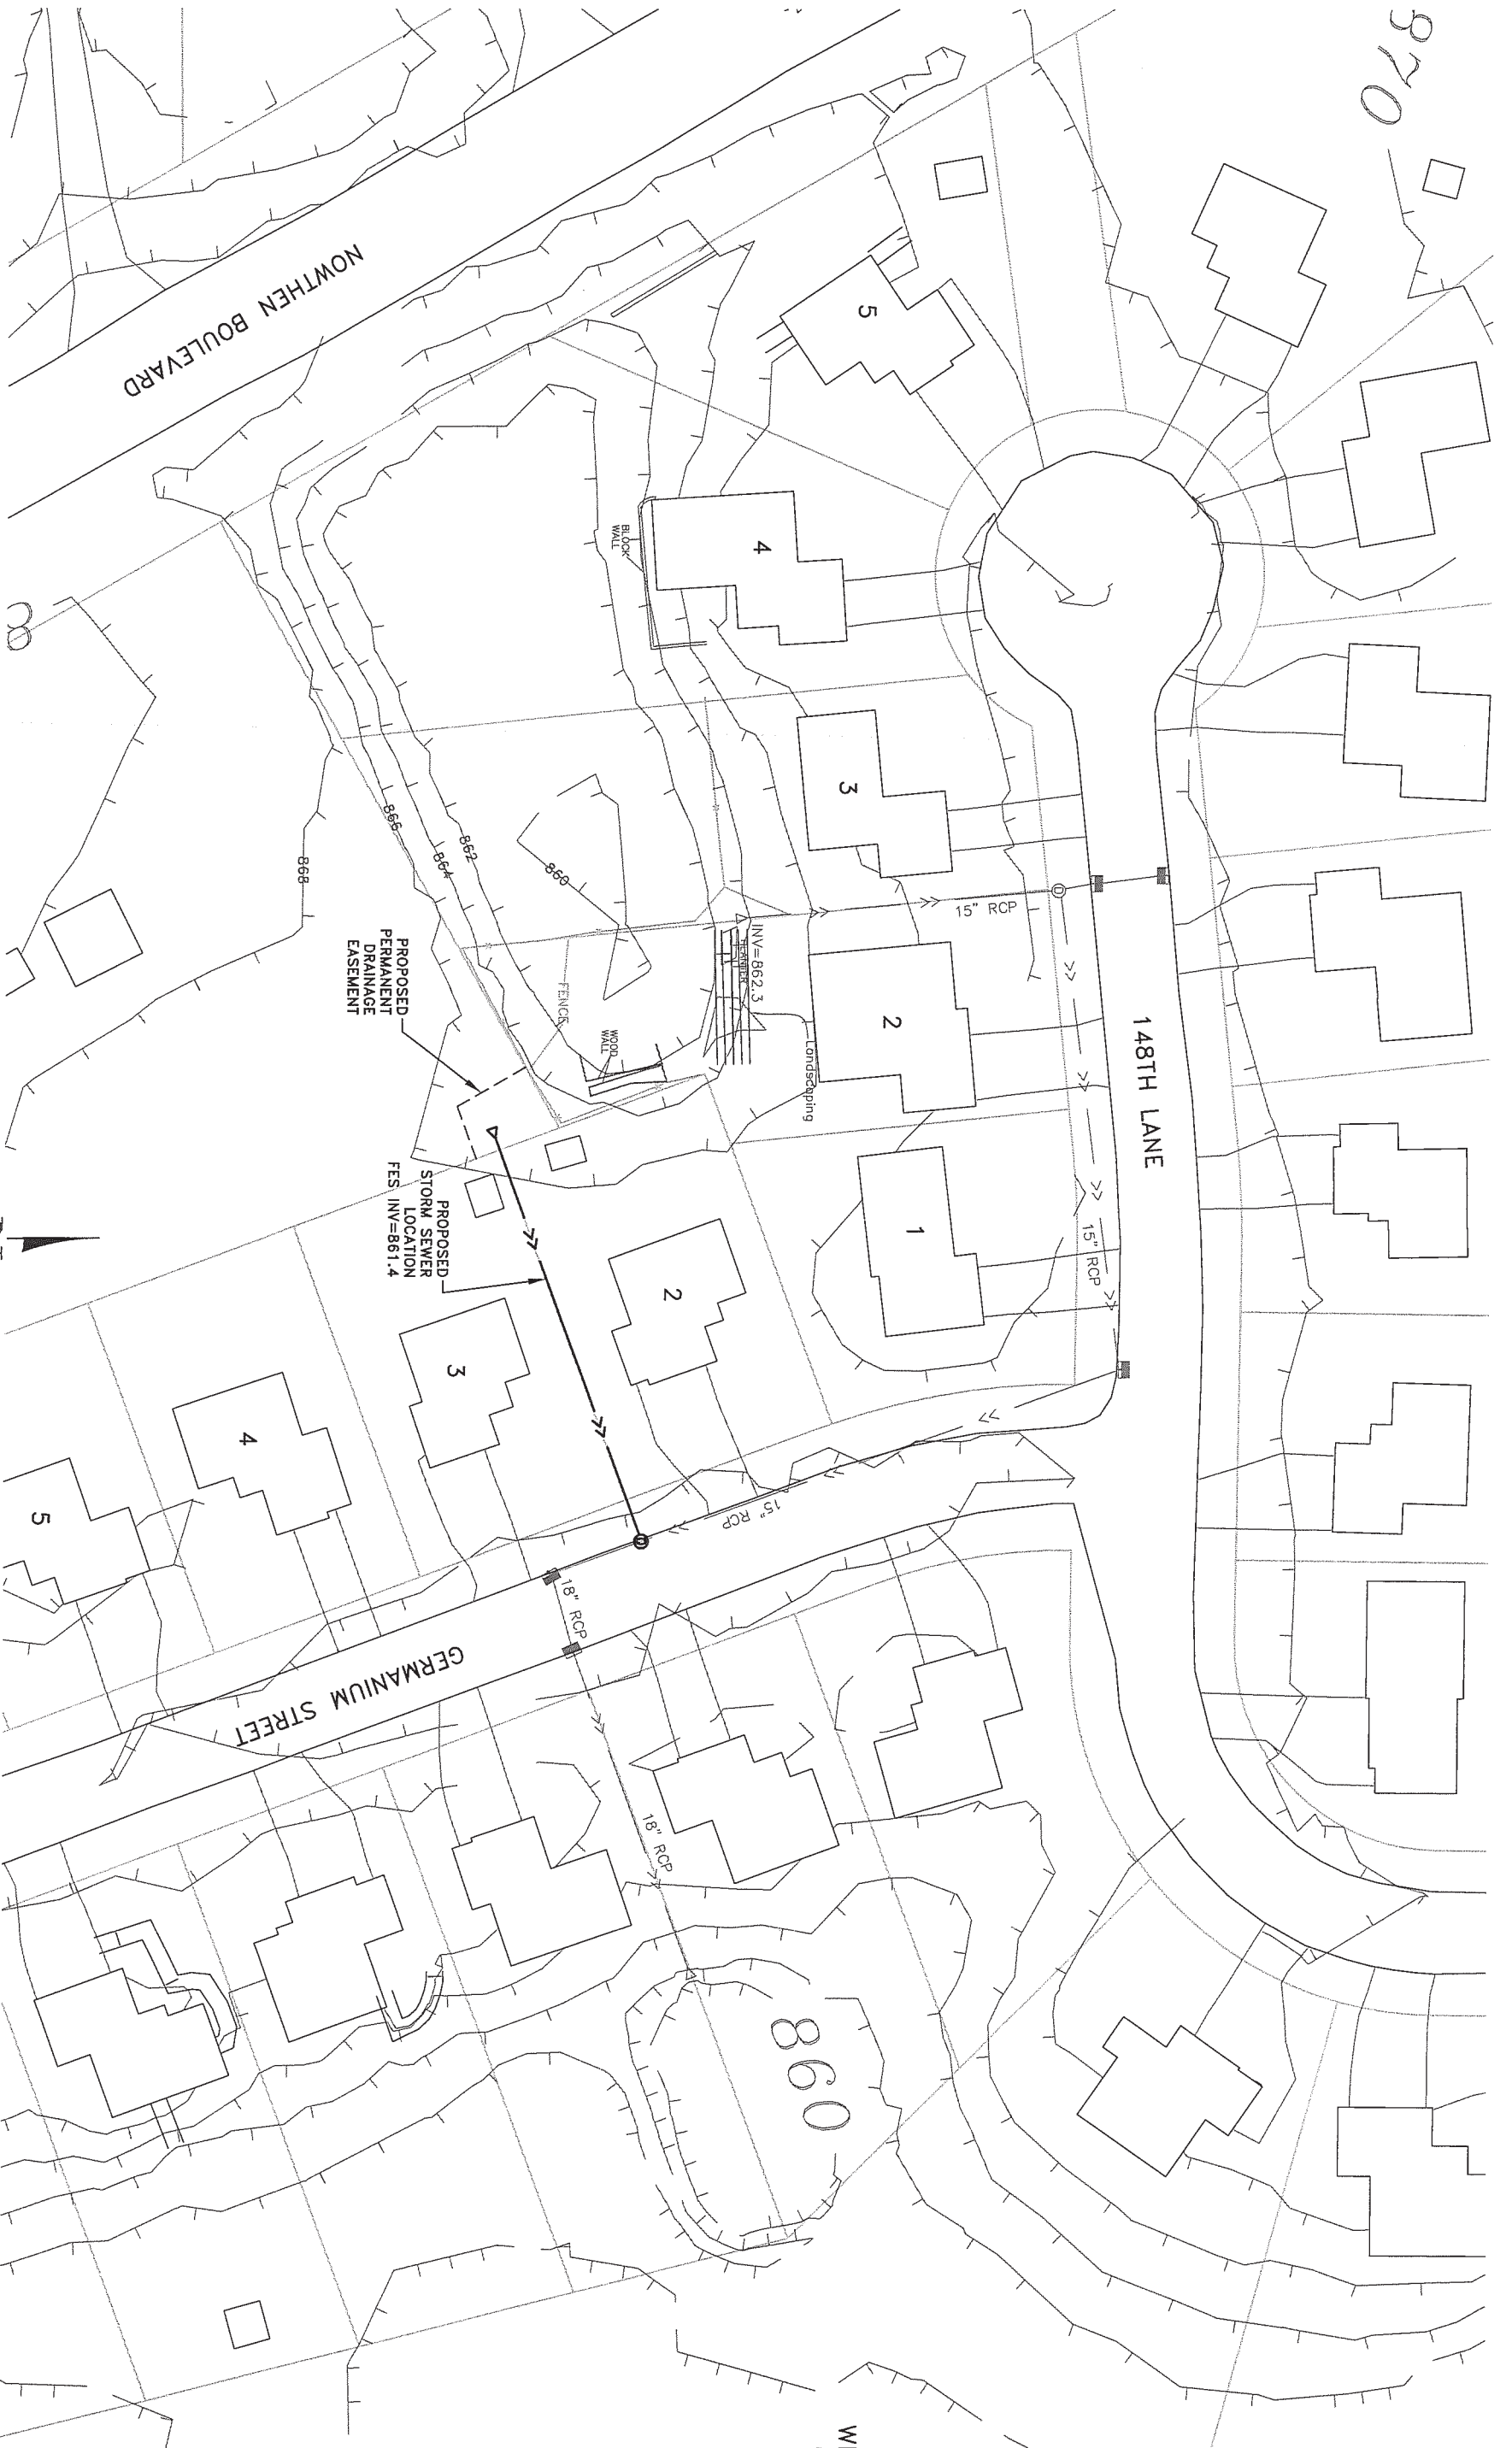 870
NOWTHEN BOULEVARD
5
4
BLOCK
WALL
3
15" RCP
148TH LANE
8
866
864
862
860
868
INV=862.3
PLANTER
2
Landscaping
FENCE
WOOD
WALL
PROPOSED
PERMANENT
DRAINAGE
EASEMENT
1
15" RCP
PROPOSED
STORM SEWER
LOCATION
FES INV=861.4
2
3
4
5
15" RCP
18" RCP
GERMANIUM STREET
18" RCP
860